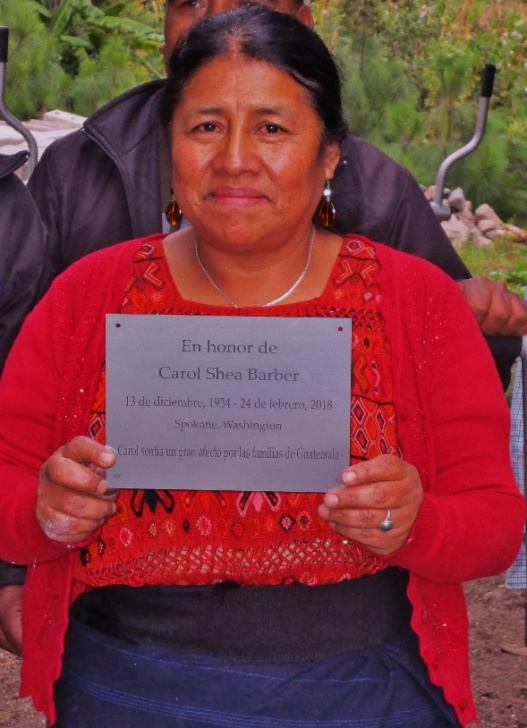 En honor de
Carol Shea Barber
13 de diciembre, 1934 - 24 de febrero, 2018
Spokane, Washington
Carol sentia un gran afecto por las familias de Guatemala